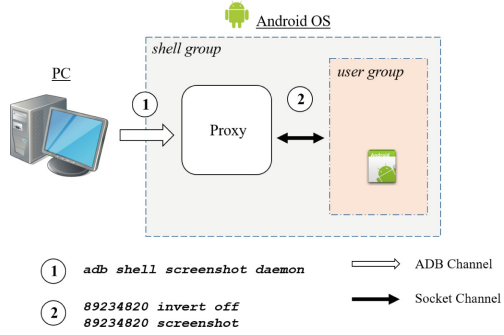 Android OS
shell group
PC
user group
1
2
Proxy
Android
1 adb shell screenshot daemon
ADB Channel
2 89234820 invert off
89234820 screenshot
Socket Channel